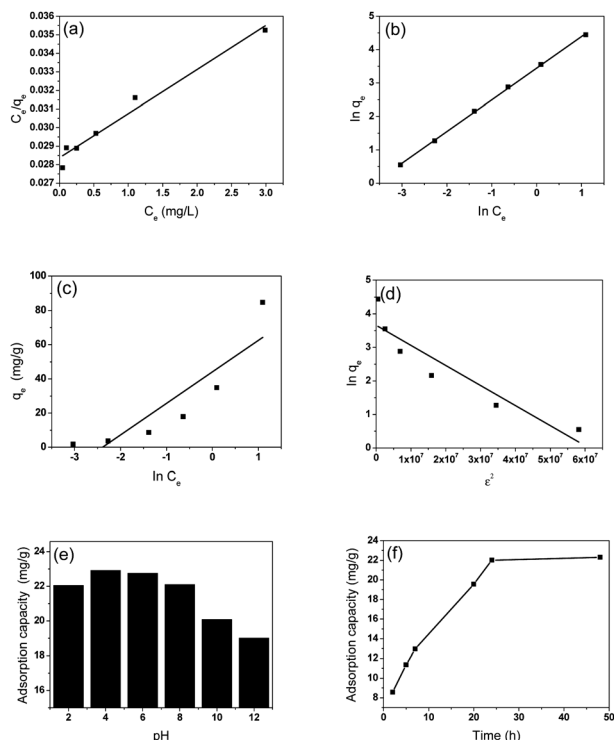 (a)
0.036
0.035
0.034
0.033
0.032
0.031
0.030
0.029
0.028
0.027
C_e/q_e
0.0 0.5 1.0 1.5 2.0 2.5 3.0
C_e (mg/L)
(b)
5
4
3
2
1
0
ln q_e
-3 -2 -1 0 1
ln C_e
(c)
100
80
60
40
20
0
q_e (mg/g)
-3 -2 -1 0 1
ln C_e
(d)
5
4
3
2
1
0
ln q_e
1x10^7 2x10^7 3x10^7 4x10^7 5x10^7 6x10^7
ε^2
(e)
24
22
20
18
16
Adsorption capacity (mg/g)
2 4 6 8 10 12
pH
(f)
24
22
20
18
16
14
12
10
8
Adsorption capacity (mg/g)
0 10 20 30 40 50
Time (h)